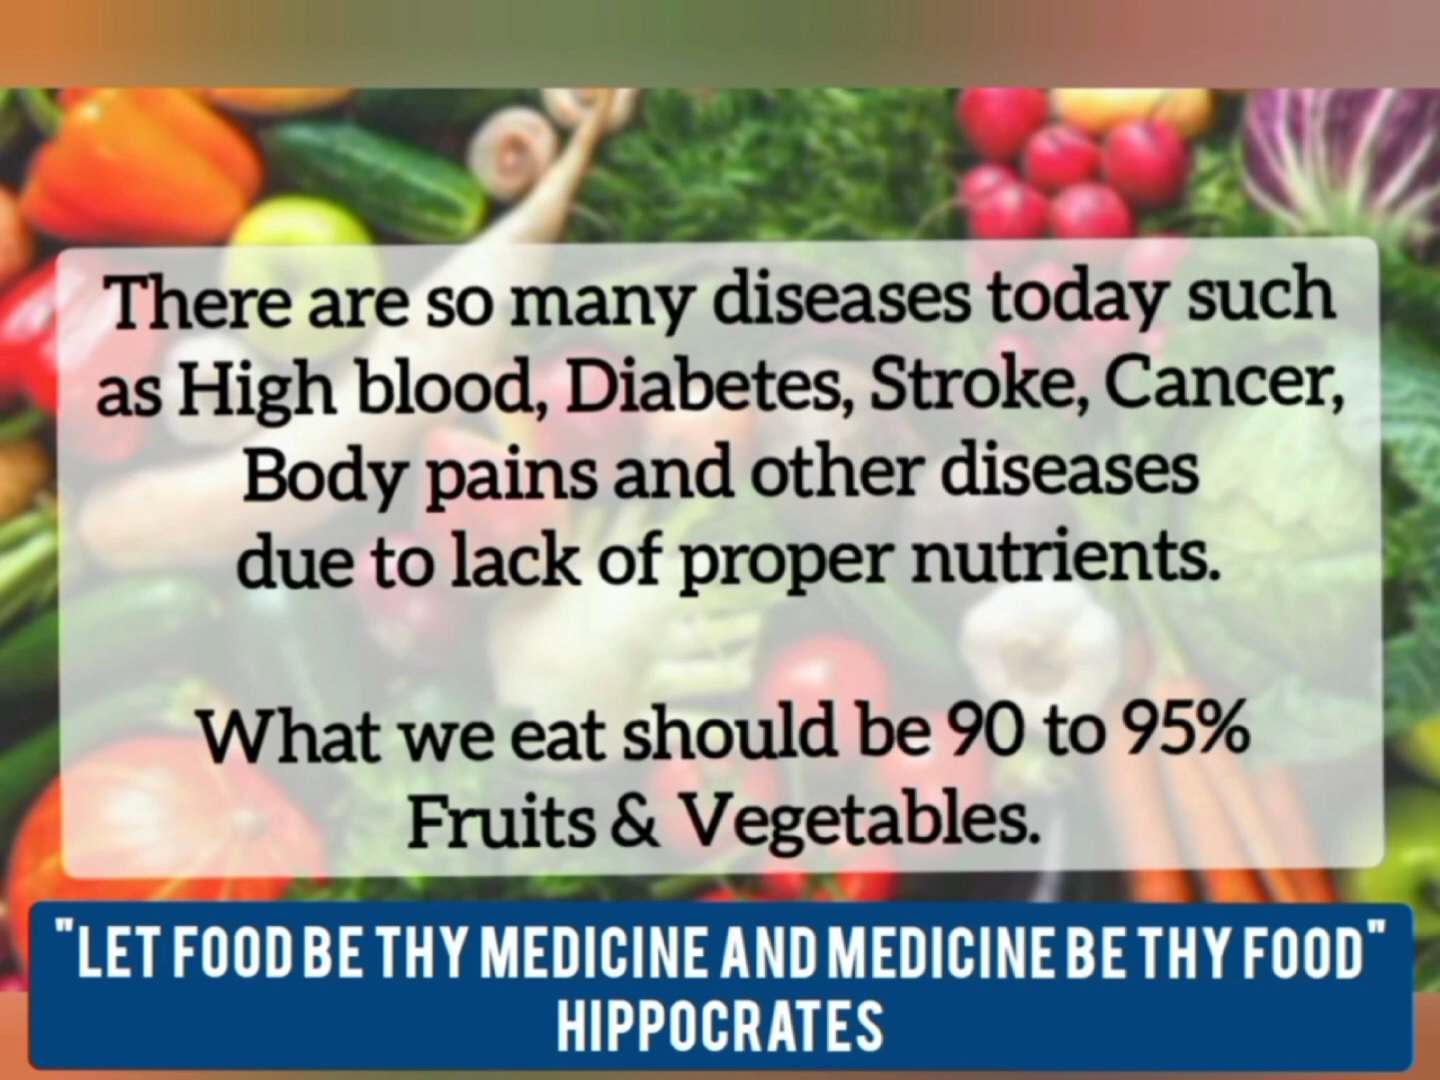 There are so many diseases today such
as High blood, Diabetes, Stroke, Cancer,
Body pains and other diseases
due to lack of proper nutrients.
What we eat should be 90 to 95%
Fruits & Vegetables.
"LET FOOD BE THY MEDICINE AND MEDICINE BE THY FOOD"
HIPPOCRATES